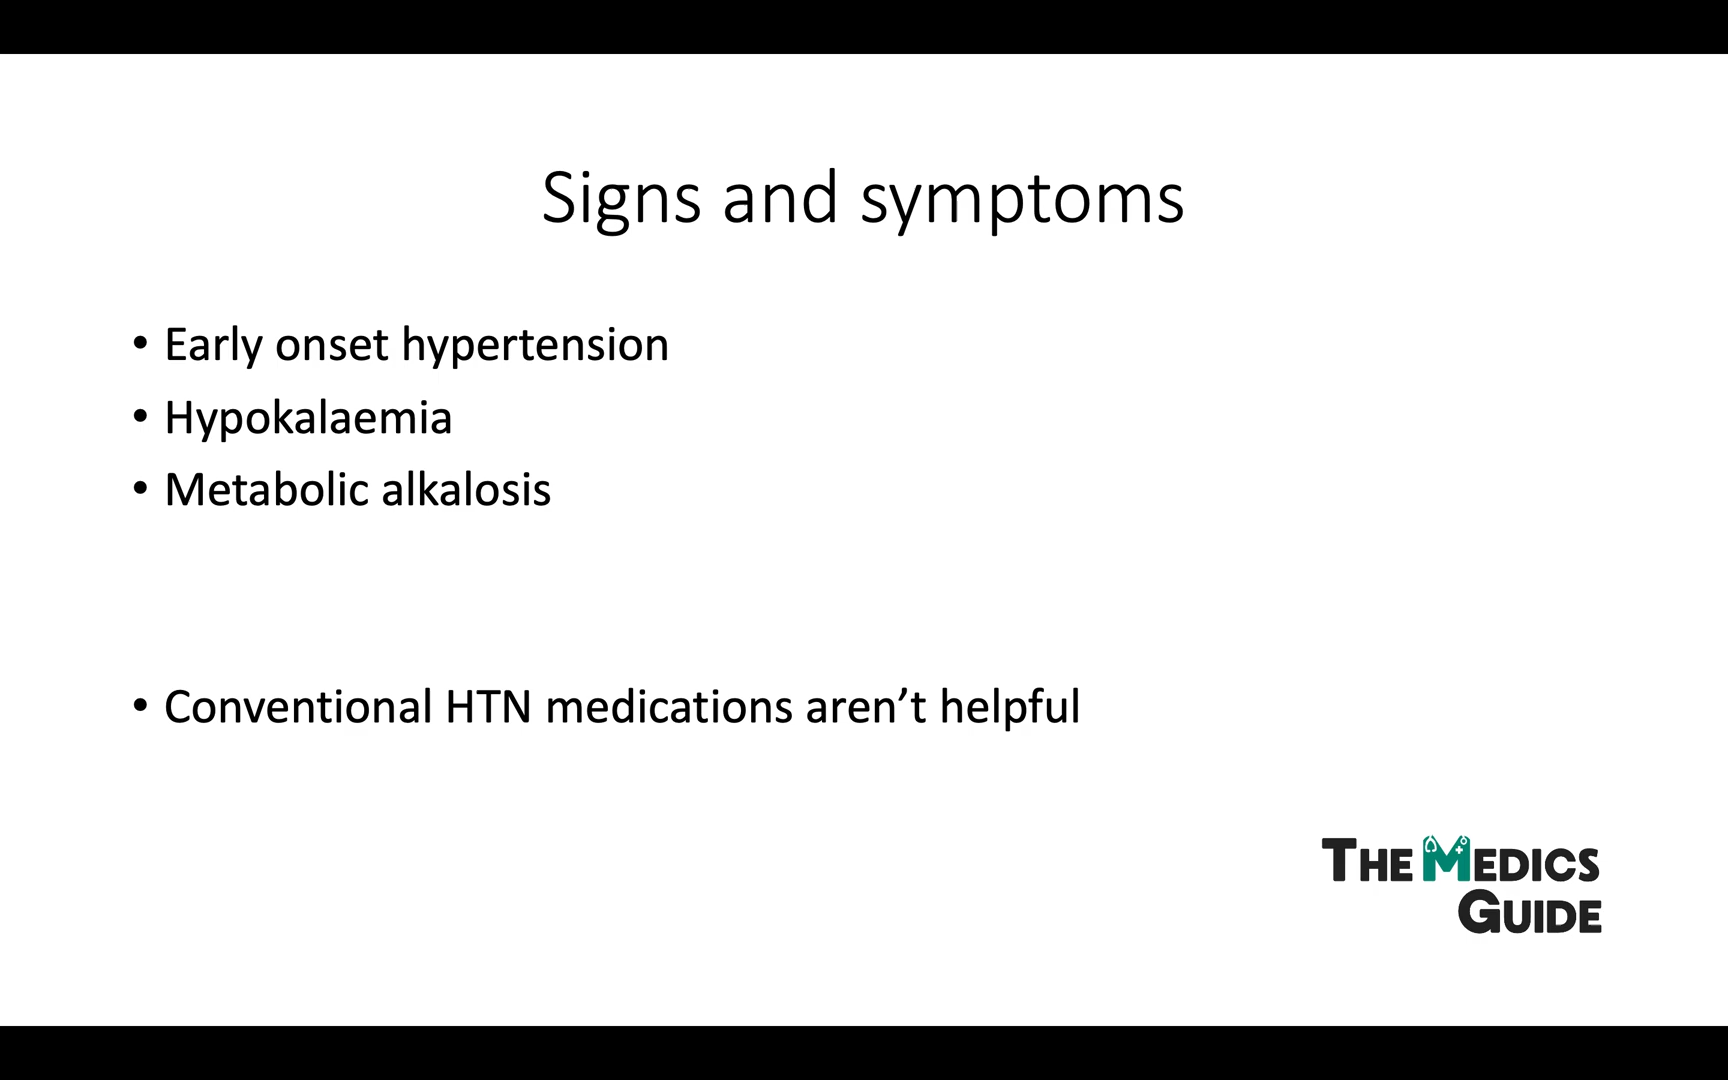 Signs and symptoms
• Early onset hypertension
• Hypokalaemia
• Metabolic alkalosis
• Conventional HTN medications aren’t helpful
THE MEDICS
GUIDE